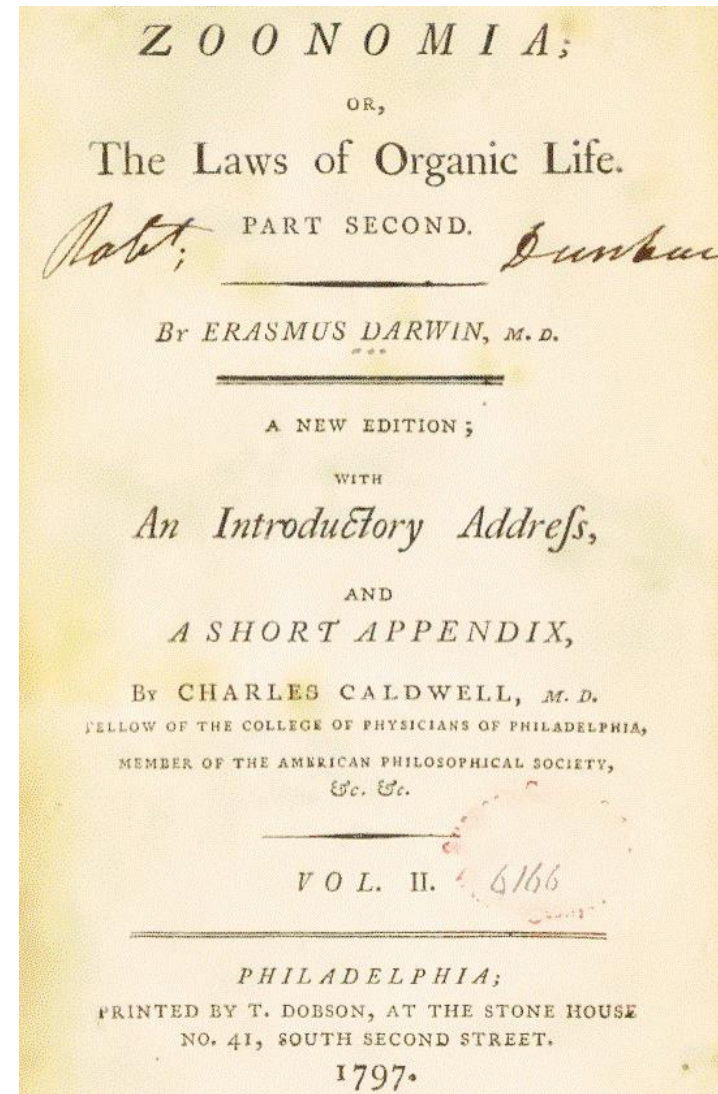 ZOONOMIA;
OR,
The Laws of Organic Life.
PART SECOND.
Robt; Dunbar
By ERASMUS DARWIN, M. D.
A NEW EDITION;
WITH
An Introductory Addreſs,
AND
A SHORT APPENDIX,
By CHARLES CALDWELL, M. D.
FELLOW OF THE COLLEGE OF PHYSICIANS OF PHILADELPHIA,
MEMBER OF THE AMERICAN PHILOSOPHICAL SOCIETY,
&c. &c.
VOL. II.
6166
PHILADELPHIA;
PRINTED BY T. DOBSON, AT THE STONE HOUSE
NO. 41, SOUTH SECOND STREET.
1797.